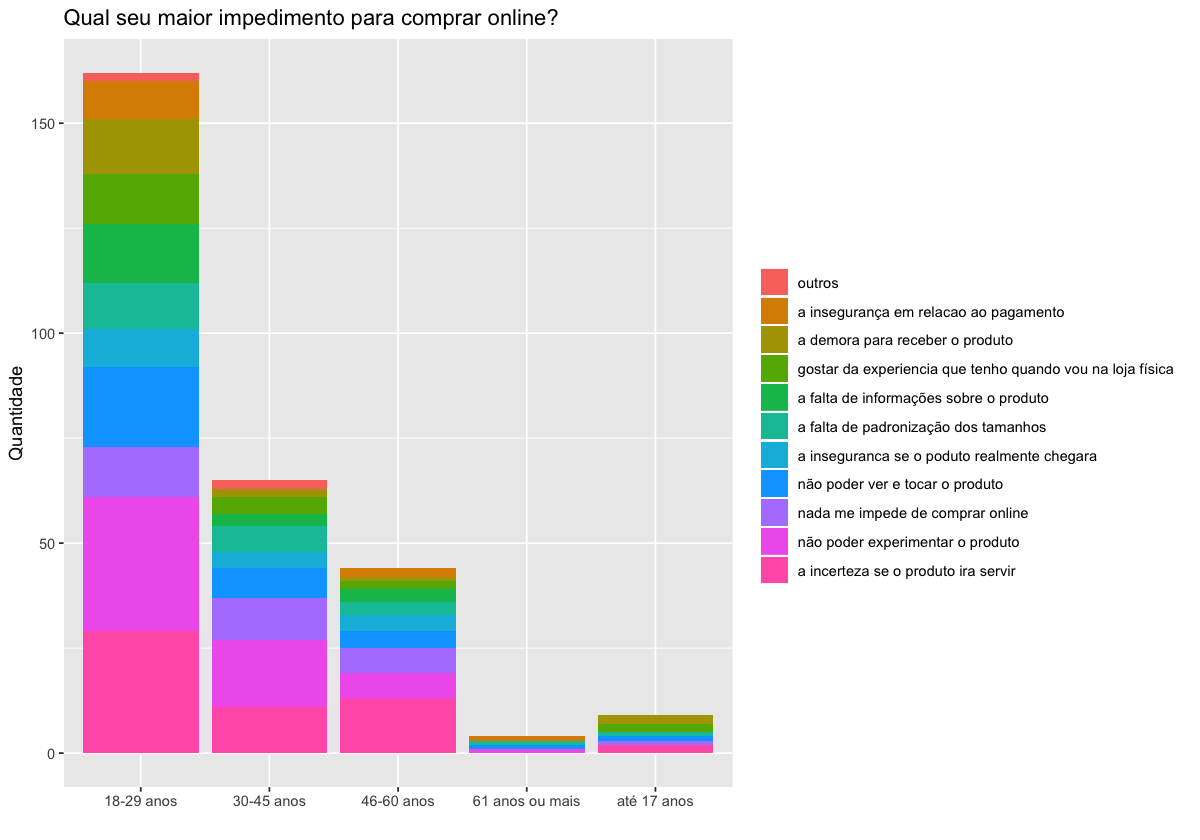 Qual seu maior impedimento para comprar online?
Quantidade
150
100
50
0
18-29 anos
30-45 anos
46-60 anos
61 anos ou mais
até 17 anos
outros
a insegurança em relacao ao pagamento
a demora para receber o produto
gostar da experiencia que tenho quando vou na loja física
a falta de informações sobre o produto
a falta de padronização dos tamanhos
a inseguranca se o poduto realmente chegara
não poder ver e tocar o produto
nada me impede de comprar online
não poder experimentar o produto
a incerteza se o produto ira servir